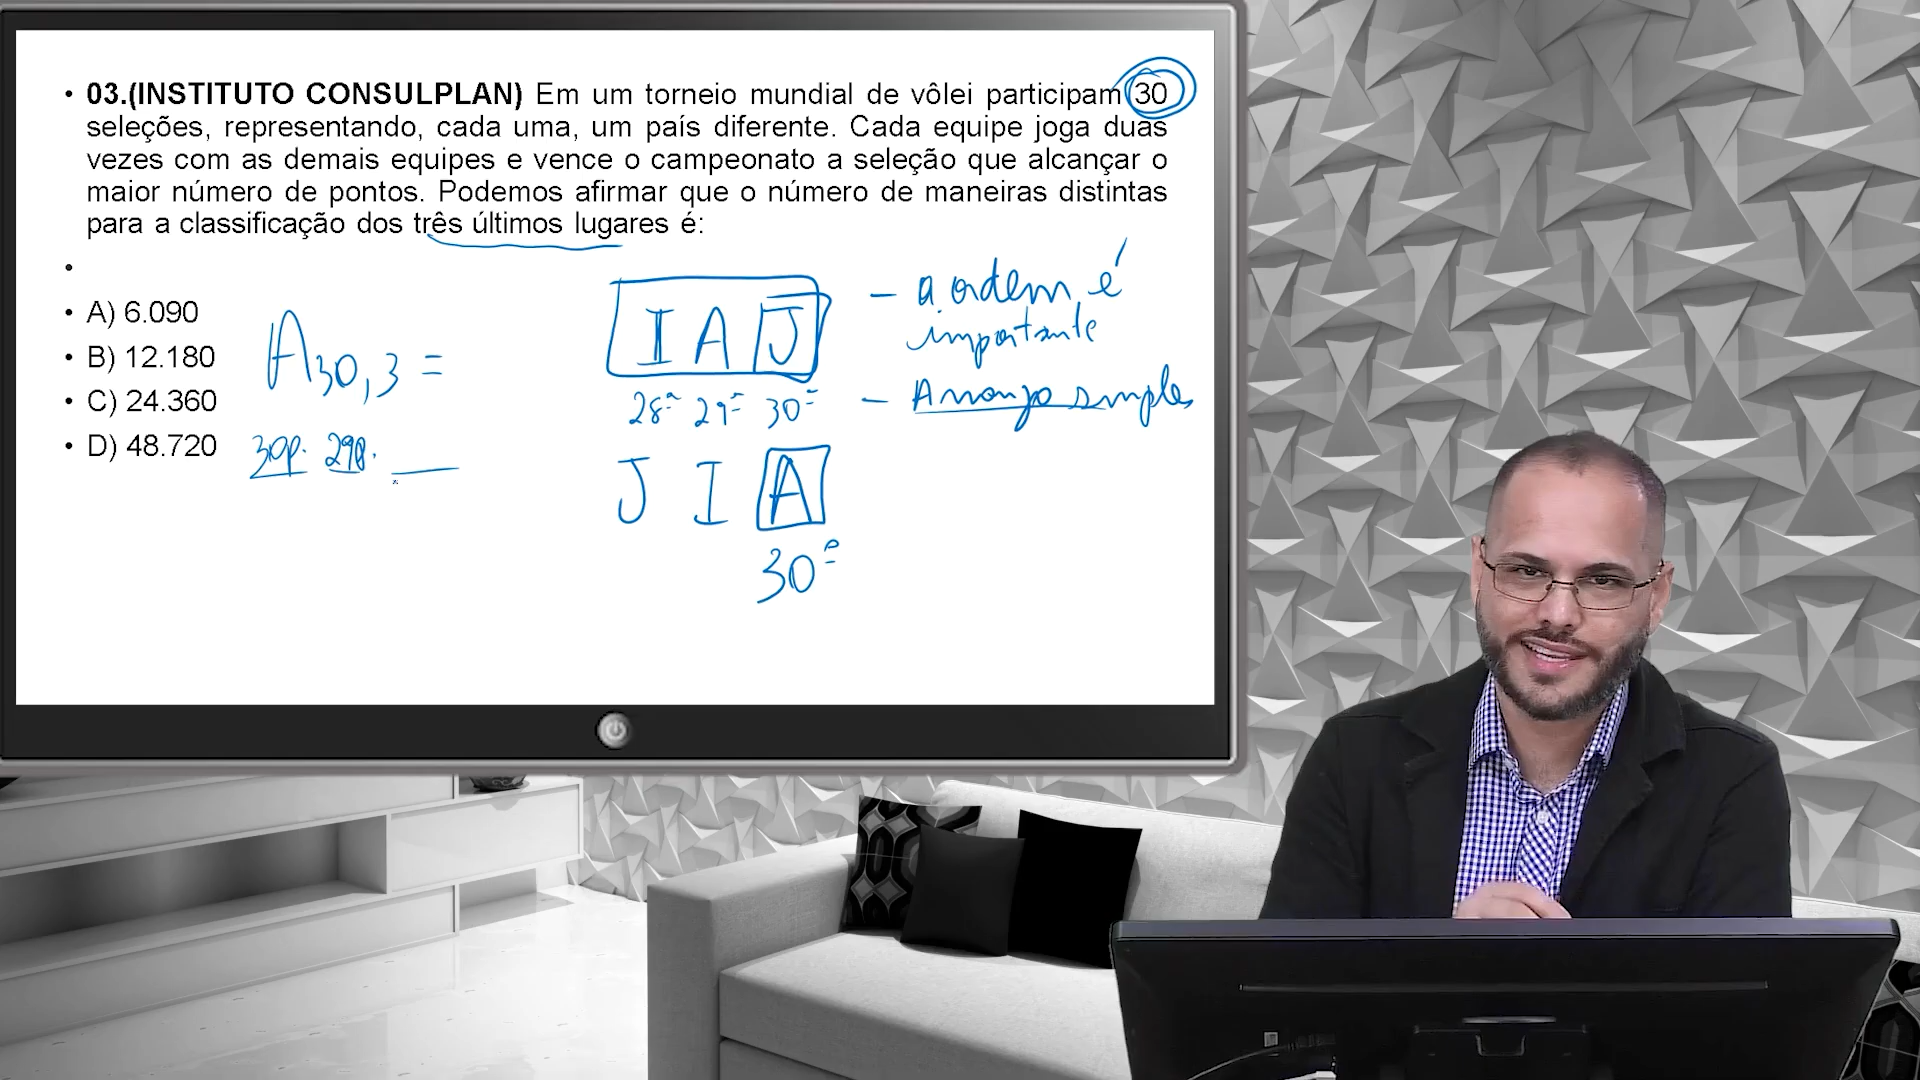 • 03.(INSTITUTO CONSULPLAN) Em um torneio mundial de vôlei participam 30
seleções, representando, cada uma, um país diferente. Cada equipe joga duas
vezes com as demais equipes e vence o campeonato a seleção que alcançar o
maior número de pontos. Podemos afirmar que o número de maneiras distintas
para a classificação dos três últimos lugares é:
•
• A) 6.090
• B) 12.180
• C) 24.360
• D) 48.720
A30,3 =
30p. 29p. ___
I A J
28º 29º 30º
J I A
30º
– a ordem é
importante
– Arranjo simples